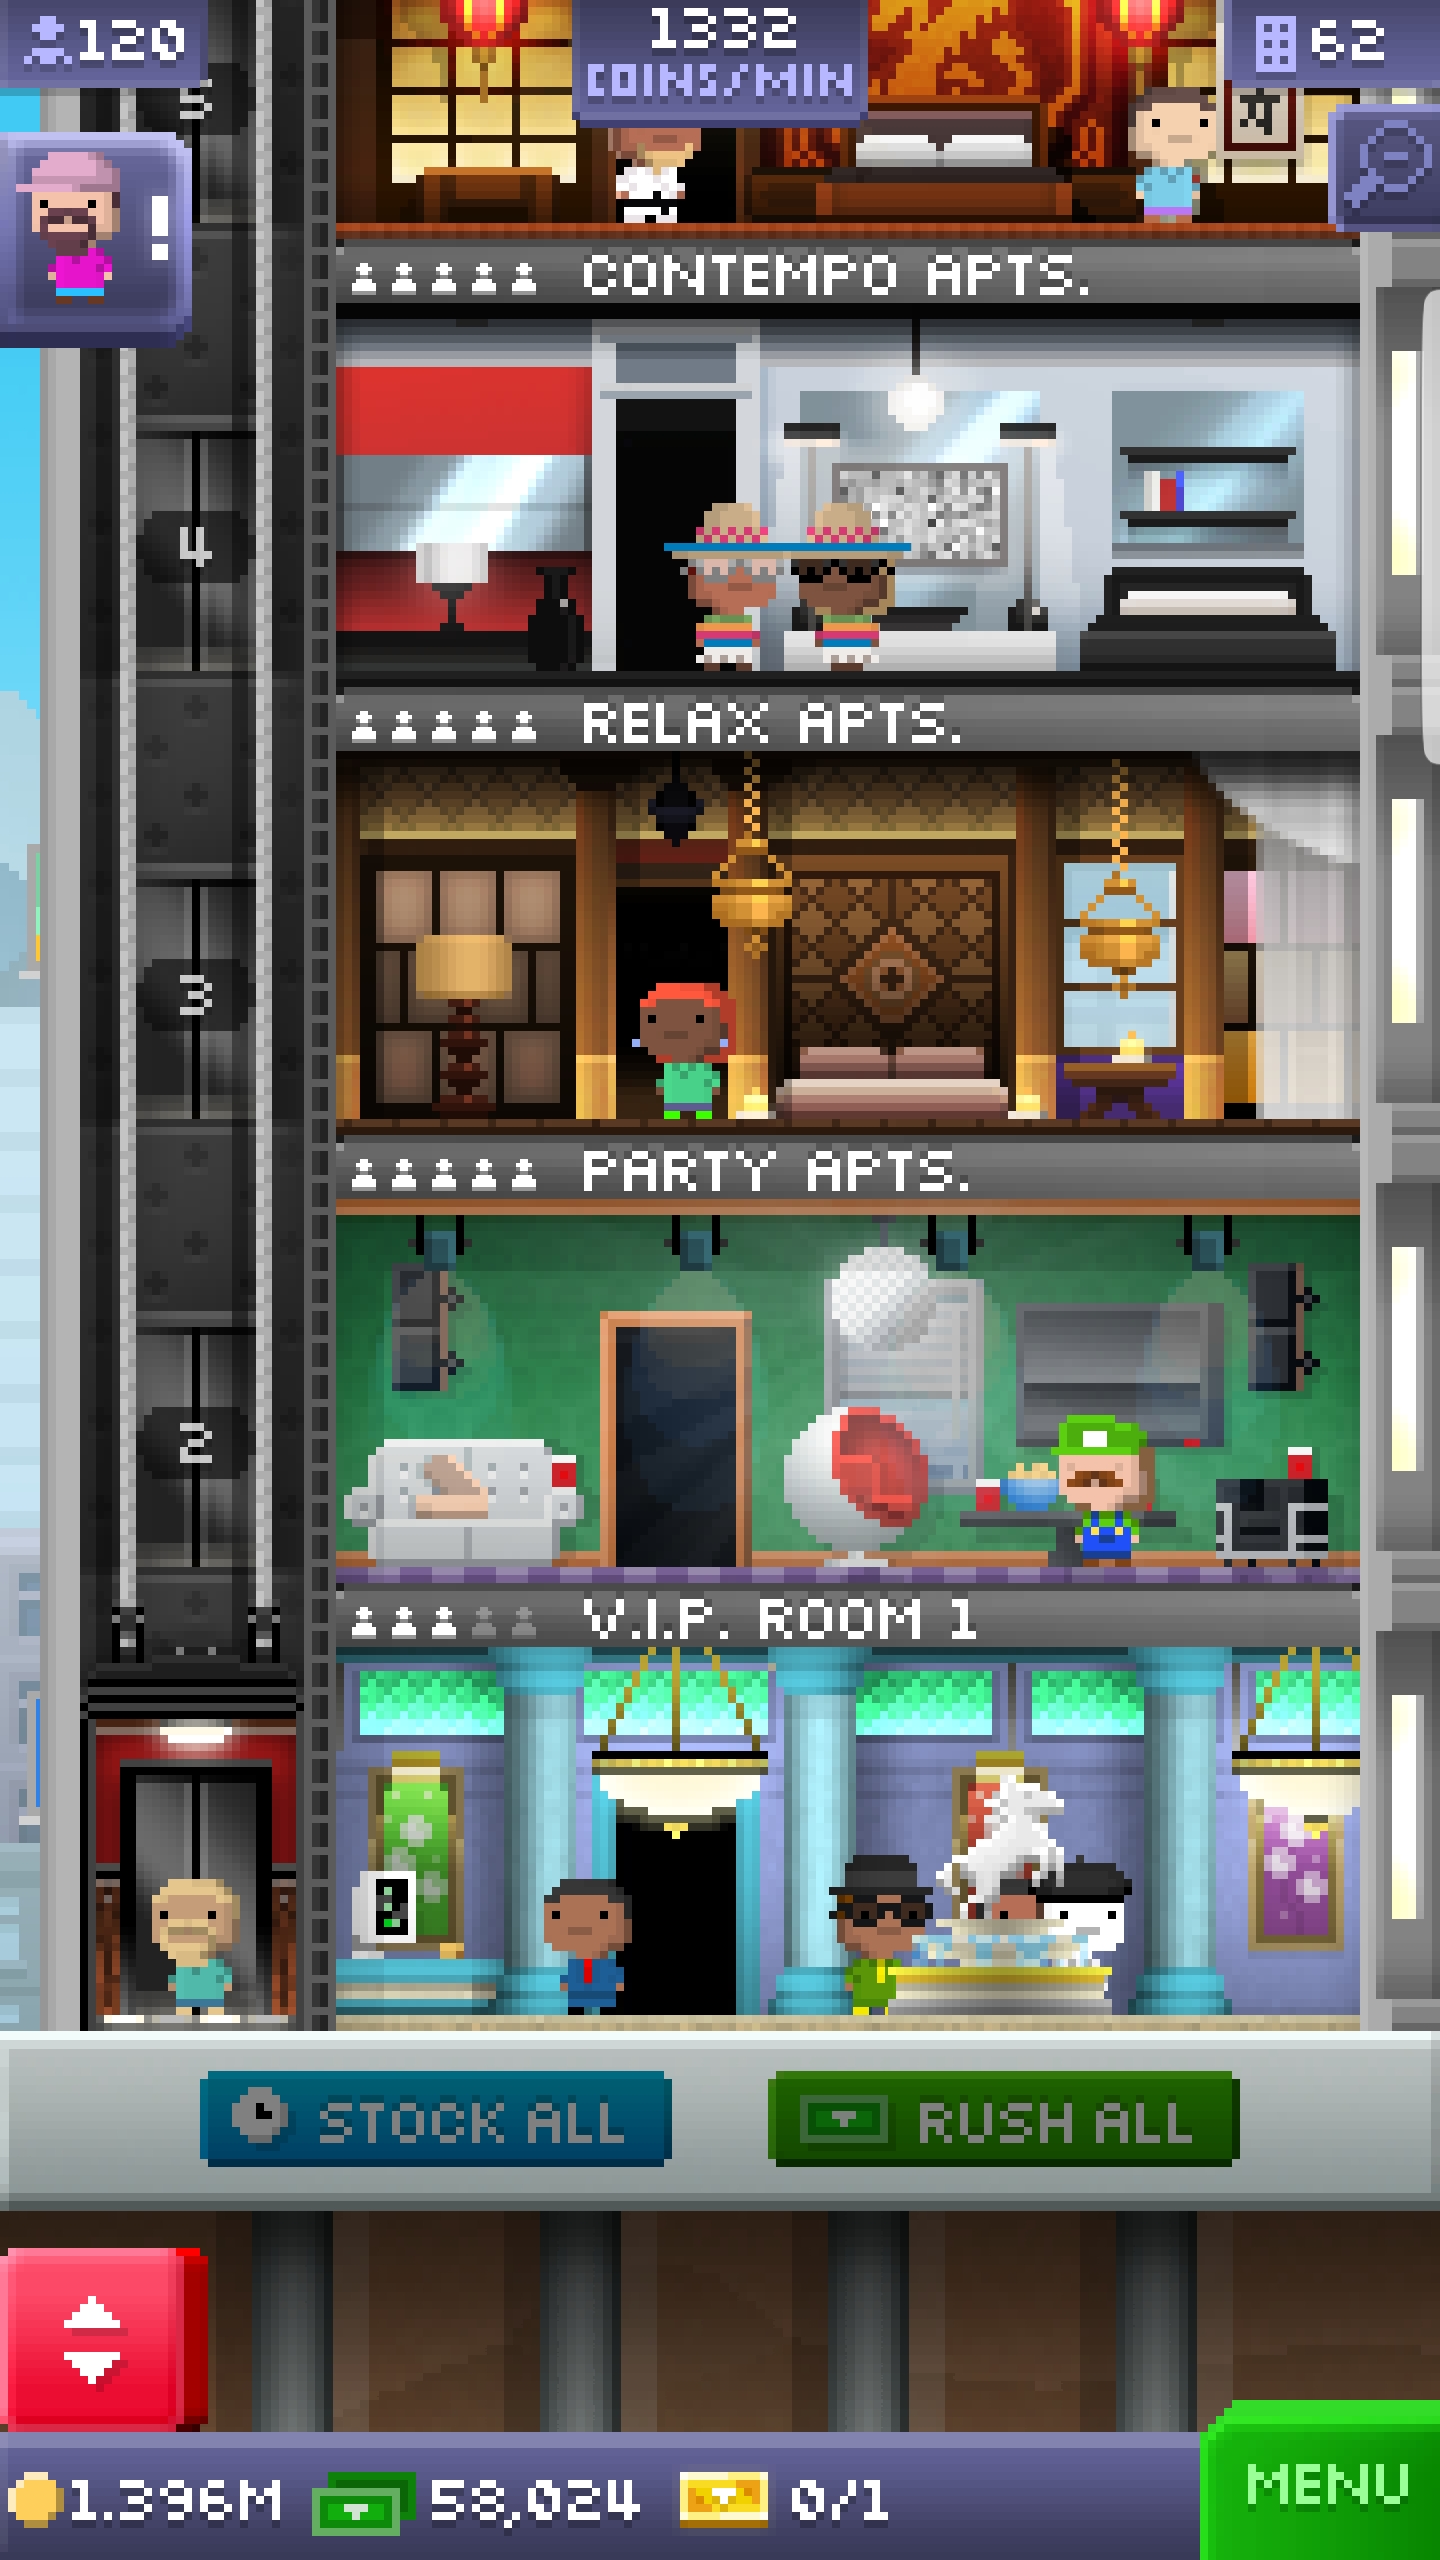 120
1332
COINS/MIN
62
5
!
CONTEMPO APTS.
4
RELAX APTS.
3
PARTY APTS.
2
V.I.P. ROOM 1
STOCK ALL
RUSH ALL
1.396M
58,024
0/1
MENU